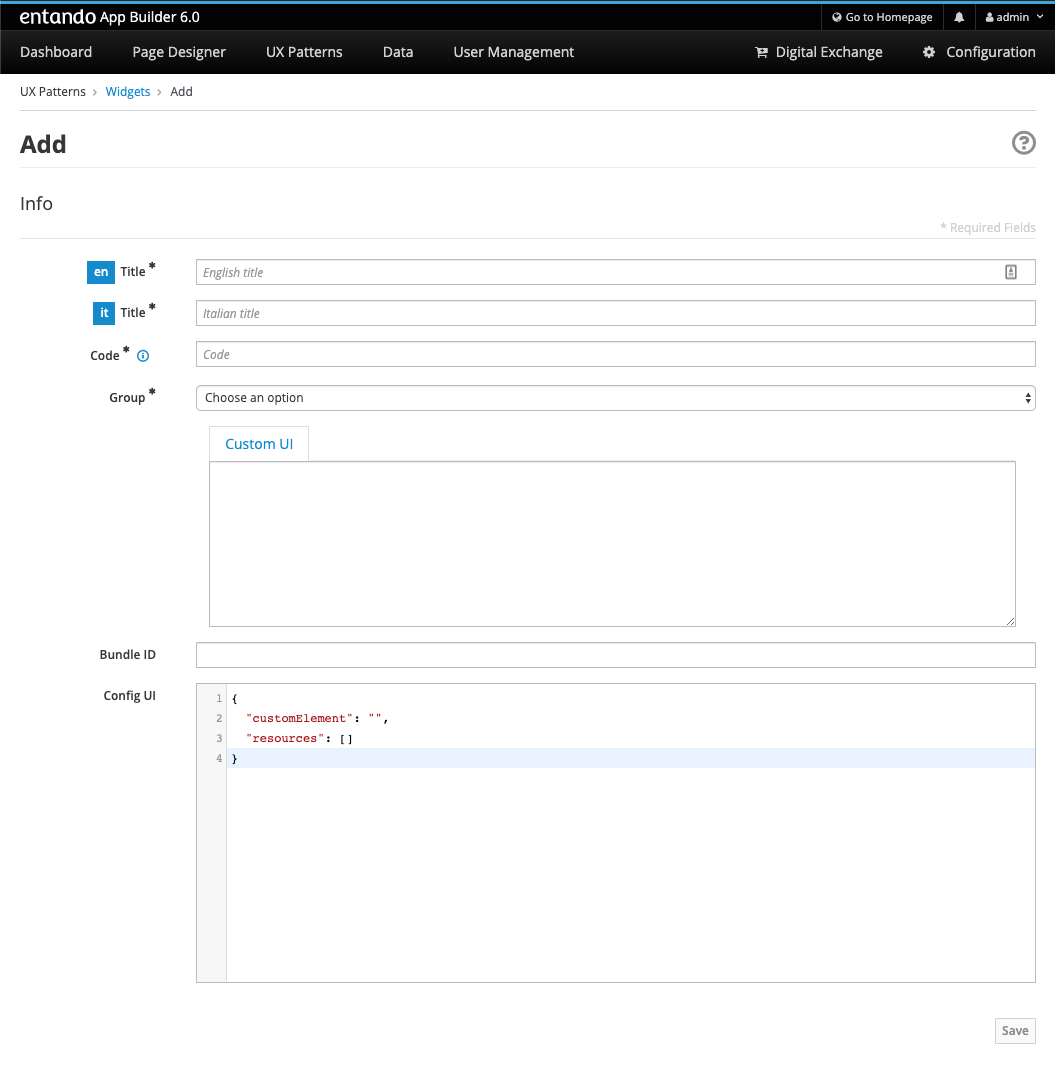 entando App Builder 6.0 Go to Homepage admin
Dashboard Page Designer UX Patterns Data User Management Digital Exchange Configuration
UX Patterns > Widgets > Add
Add
Info
* Required Fields
en Title * English title
it Title * Italian title
Code * Code
Group * Choose an option
Custom UI
Bundle ID
Config UI
1 {
2 "customElement": "",
3 "resources": []
4 }
Save